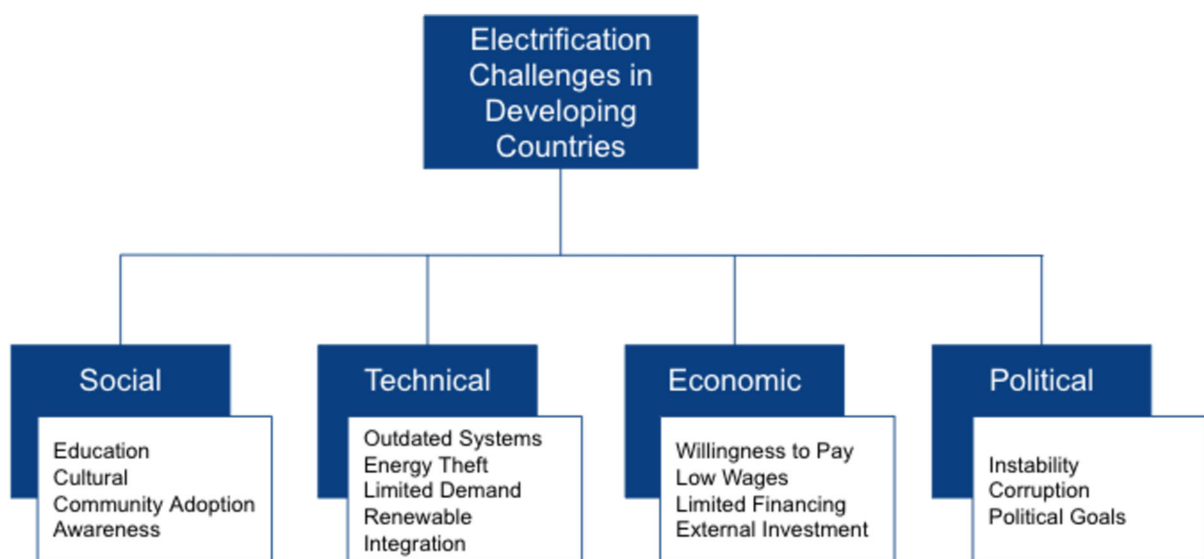 Electrification
Challenges in
Developing
Countries
Social
Education
Cultural
Community Adoption
Awareness
Technical
Outdated Systems
Energy Theft
Limited Demand
Renewable
Integration
Economic
Willingness to Pay
Low Wages
Limited Financing
External Investment
Political
Instability
Corruption
Political Goals